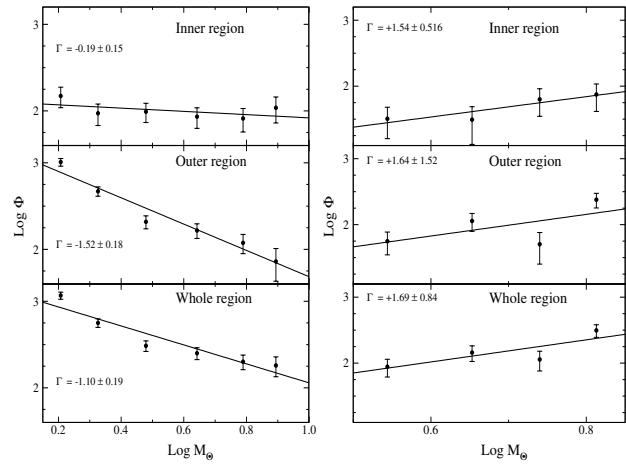 3
Inner region
Γ = -0.19 ± 0.15
2
3
Outer region
Γ = -1.52 ± 0.18
2
3
Whole region
Γ = -1.10 ± 0.19
2
Log Φ
0.2 0.4 0.6 0.8 1.0
Log M⊙
3
Γ = +1.54 ± 0.516
Inner region
2
3
Γ = +1.64 ± 1.52
Outer region
2
3
Γ = +1.69 ± 0.84
Whole region
2
Log Φ
0.6 0.8
Log M⊙